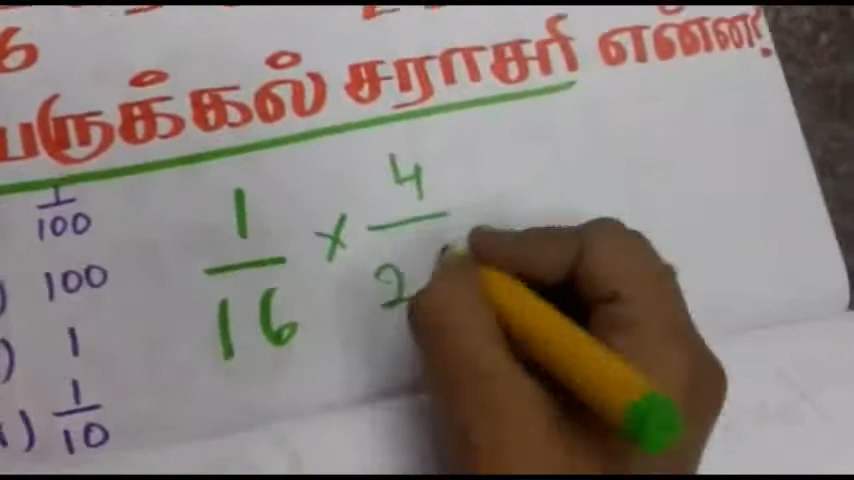 6
பெருக்கல் சராசரி என்ன?
1/100
) 100
) 1
) 1/10
1/16 × 4/2